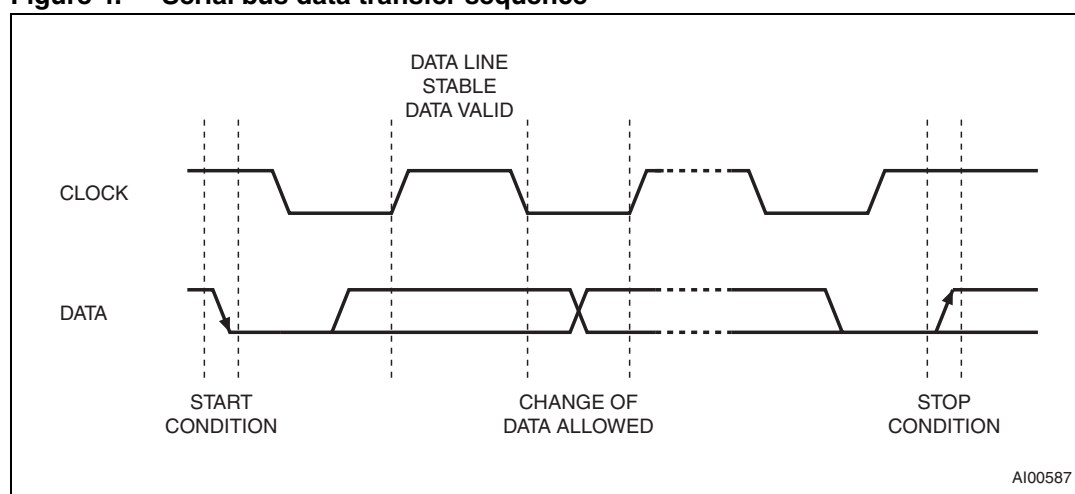 Figure 4. Serial bus data transfer sequence
DATA LINE
STABLE
DATA VALID
CLOCK
DATA
START
CONDITION
CHANGE OF
DATA ALLOWED
STOP
CONDITION
AI00587